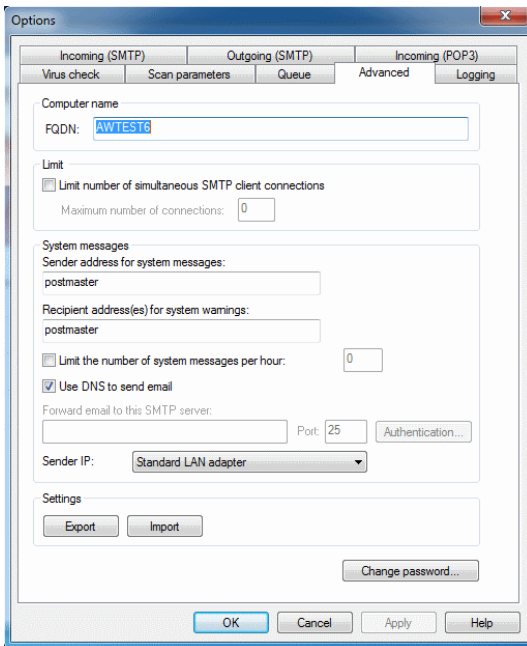 Options
Incoming (SMTP) Outgoing (SMTP) Incoming (POP3)
Virus check Scan parameters Queue Advanced Logging
Computer name
FQDN: AWTEST6
Limit
Limit number of simultaneous SMTP client connections
Maximum number of connections: 0
System messages
Sender address for system messages:
postmaster
Recipient address(es) for system warnings:
postmaster
Limit the number of system messages per hour: 0
Use DNS to send email
Forward email to this SMTP server:
Port: 25 Authentication...
Sender IP: Standard LAN adapter
Settings
Export Import
Change password...
OK Cancel Apply Help